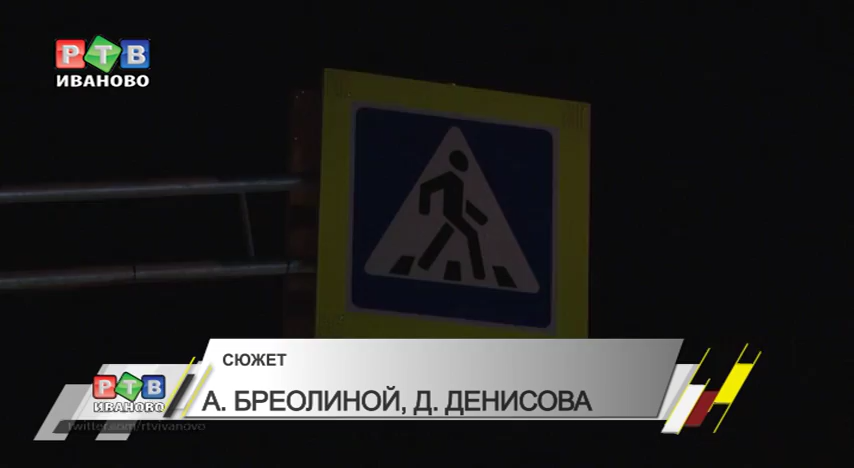 РТВ
ИВАНОВО
СЮЖЕТ
А. БРЕОЛИНОЙ, Д. ДЕНИСОВА
РТВ
ИВАНОВО
twitter.com/rtvivanovo